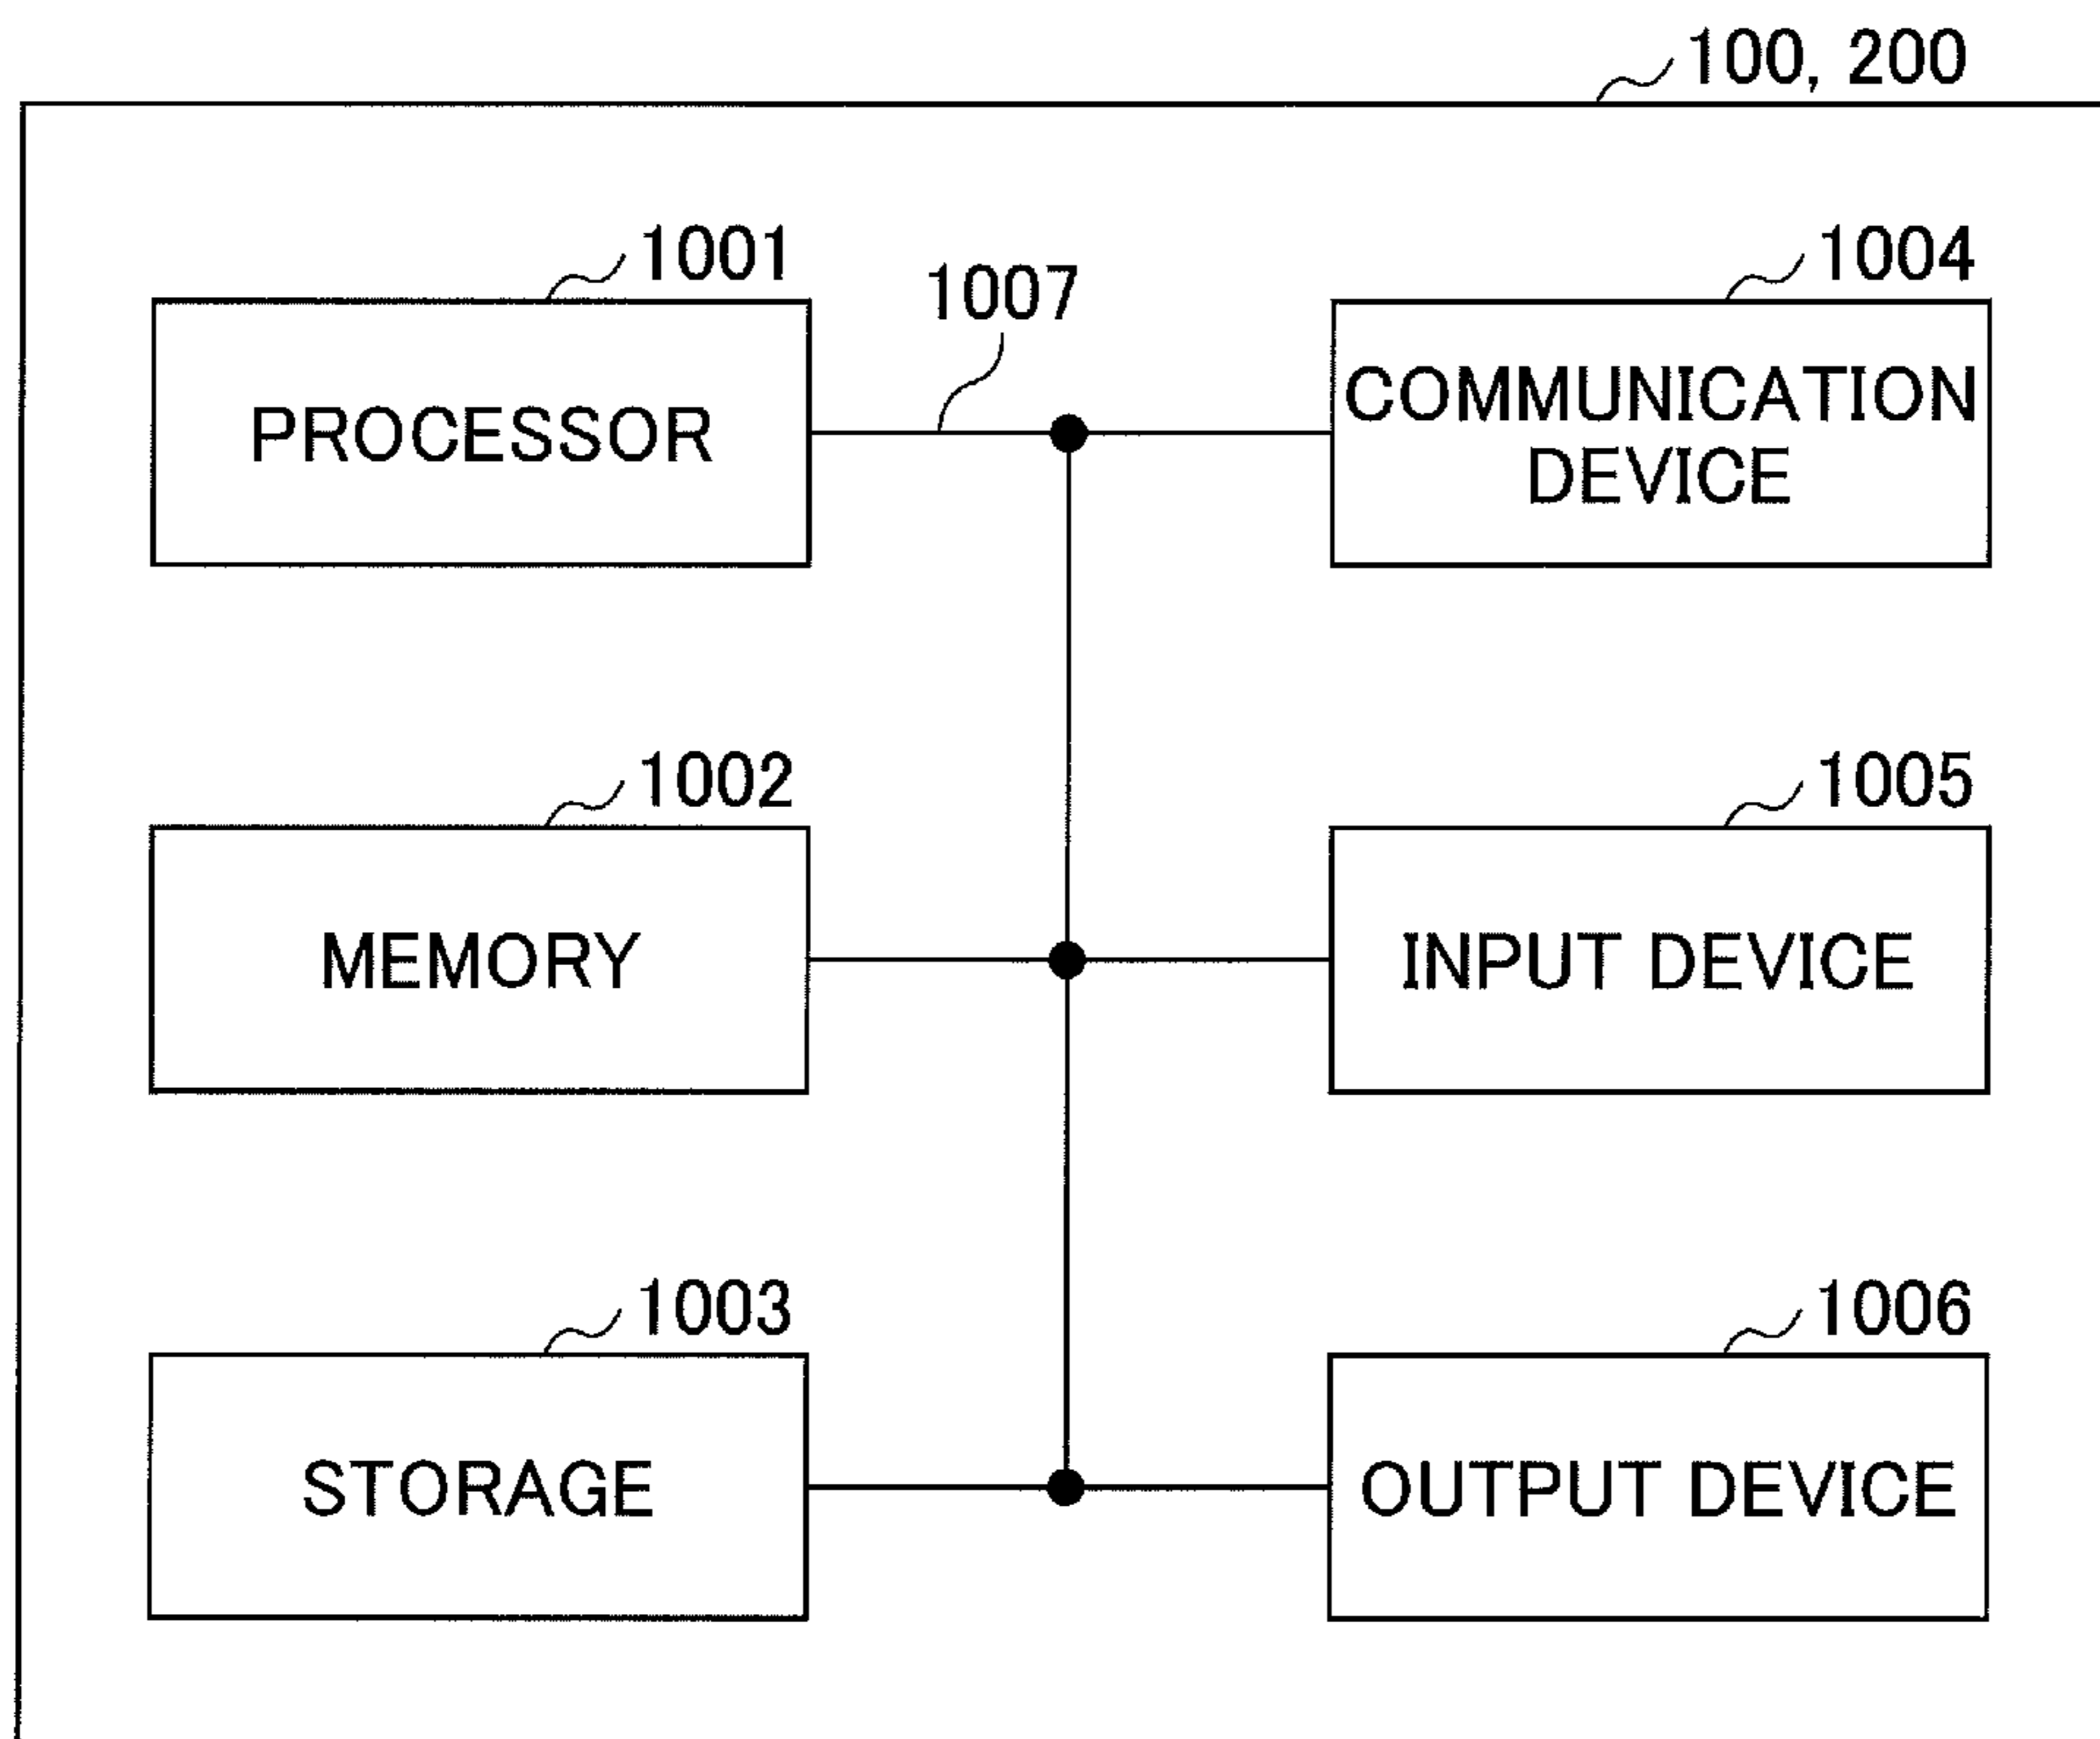 100, 200
1001
1007
1004
PROCESSOR
COMMUNICATION
DEVICE
1002
1005
MEMORY
INPUT DEVICE
1003
1006
STORAGE
OUTPUT DEVICE